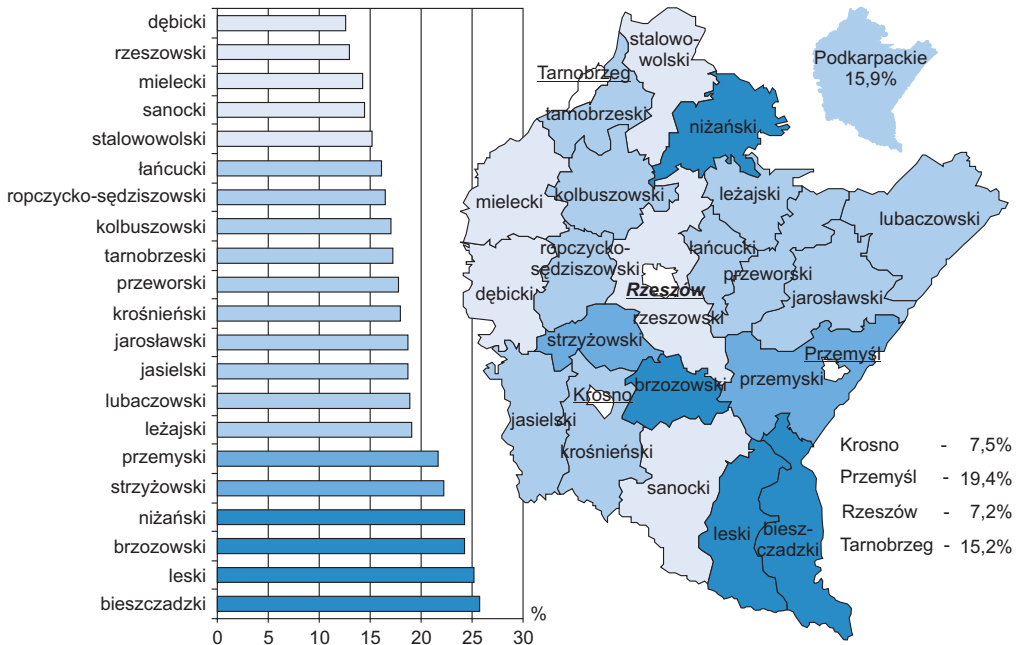 dębicki
rzeszowski
mielecki
sanocki
stalowowolski
łańcucki
ropczycko-sędziszowski
kolbuszowski
tarnobrzeski
przeworski
krośnieński
jarosławski
jasielski
lubaczowski
leżajski
przemyski
strzyżowski
niżański
brzozowski
leski
bieszczadzki
0 5 10 15 20 25 30
%
stalowo-
wolski
Tarnobrzeg
tarnobrzeski
niżański
Podkarpackie
15,9%
mielecki
kolbuszowski
leżajski
lubaczowski
ropczycko-
sędziszowski
łańcucki
przeworski
jarosławski
dębicki
Rzeszów
rzeszowski
strzyżowski
Przemyśl
przemyski
brzozowski
Krosno
jasielski
krośnieński
sanocki
leski
biesz-
czadzki
Krosno - 7,5%
Przemyśl - 19,4%
Rzeszów - 7,2%
Tarnobrzeg - 15,2%